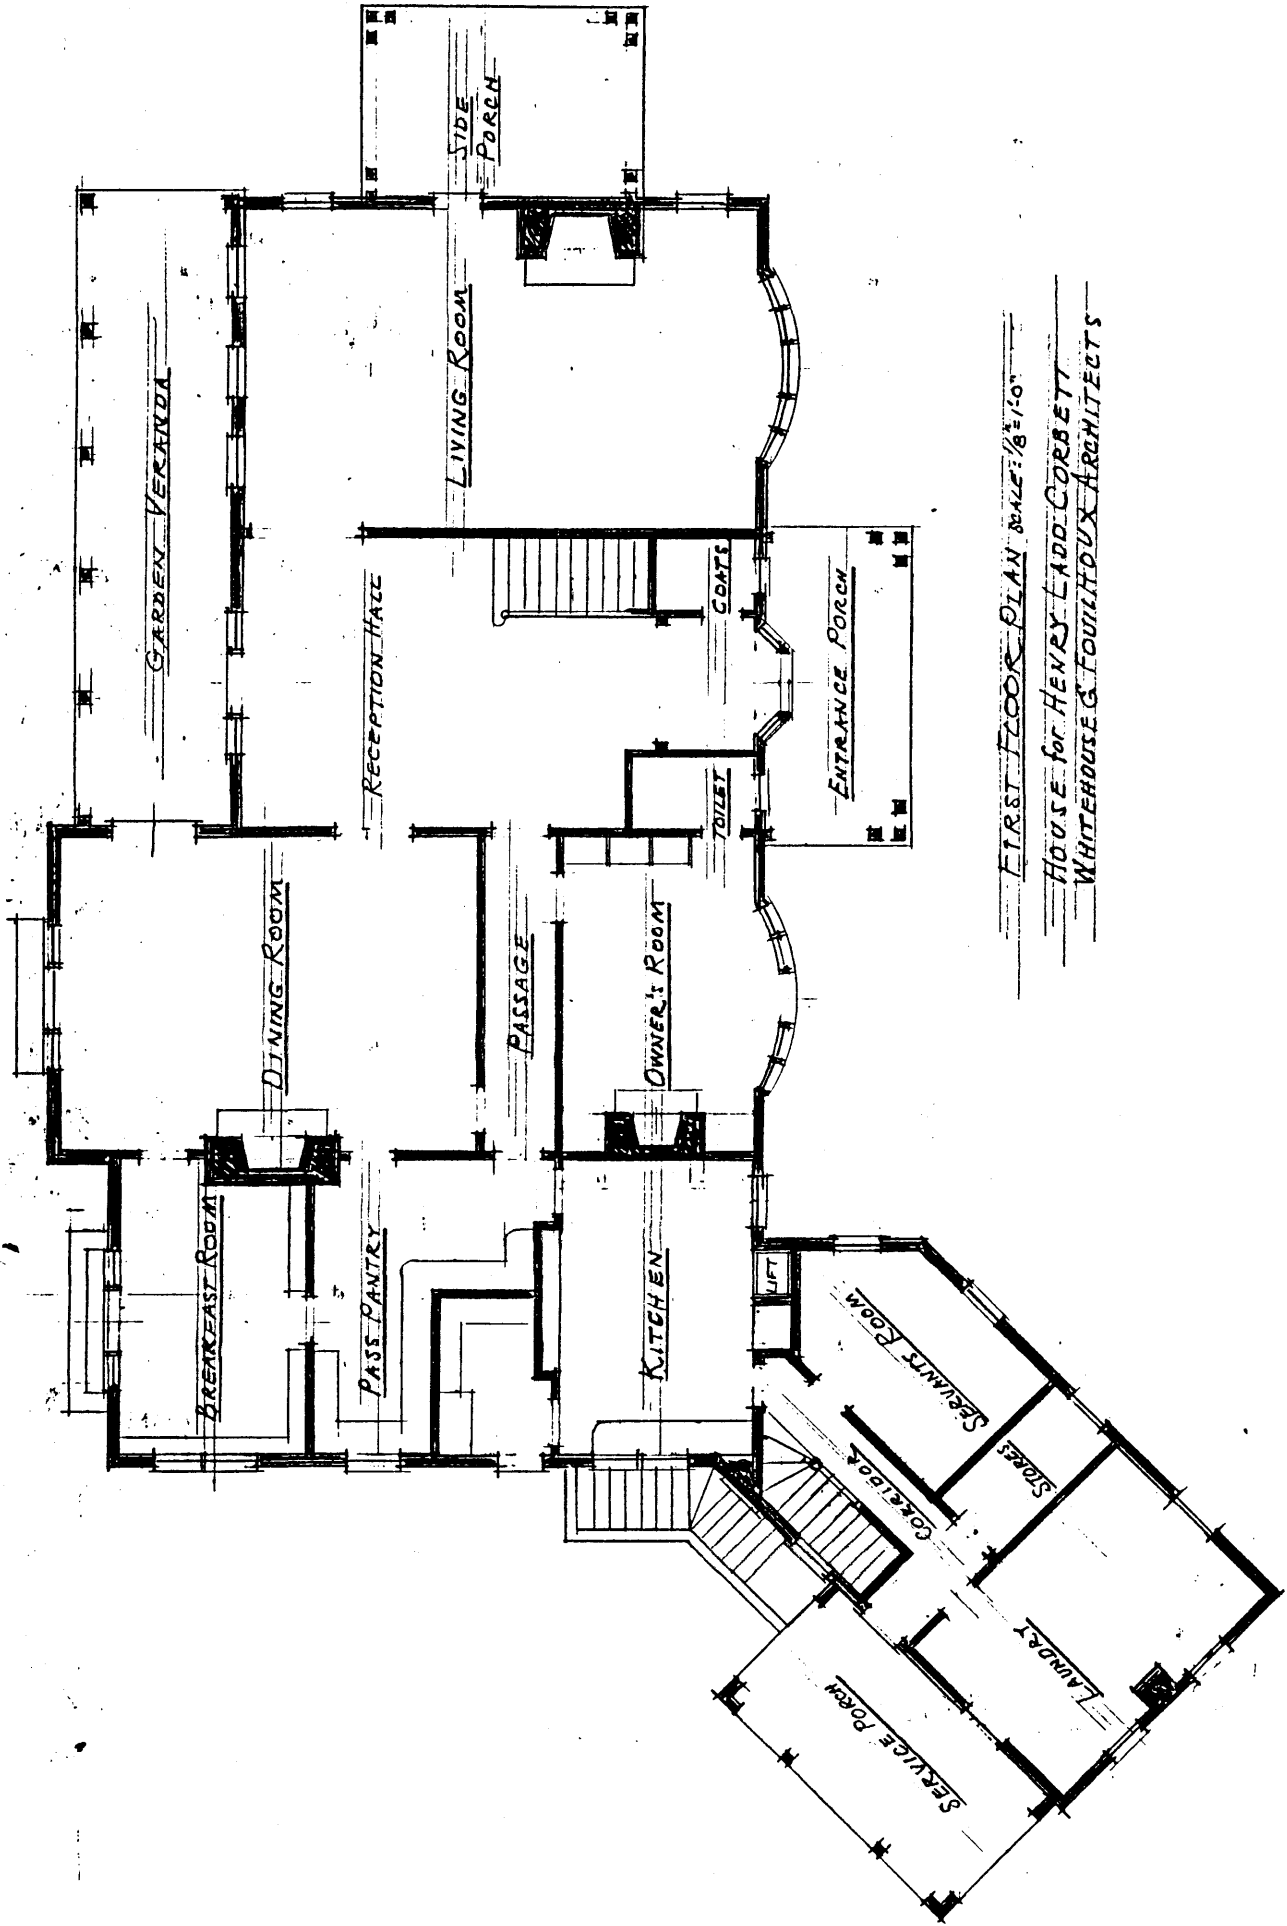 GARDEN VERANDA
BREAKFAST ROOM
DINING ROOM
PASS PANTRY
RECEPTION HALL
LIVING ROOM
SIDE
PORCH
PASSAGE
KITCHEN
OWNER'S ROOM
TOILET
COATS
LIFT
ENTRANCE PORCH
SERVANTS ROOM
CORRIDOR
STORES
LAUNDRY
SERVICE PORCH
FIRST FLOOR PLAN SCALE: 1/8"=1'-0"
HOUSE for HENRY LADD CORBETT
WHITEHOUSE & FOUILHOUX ARCHITECTS